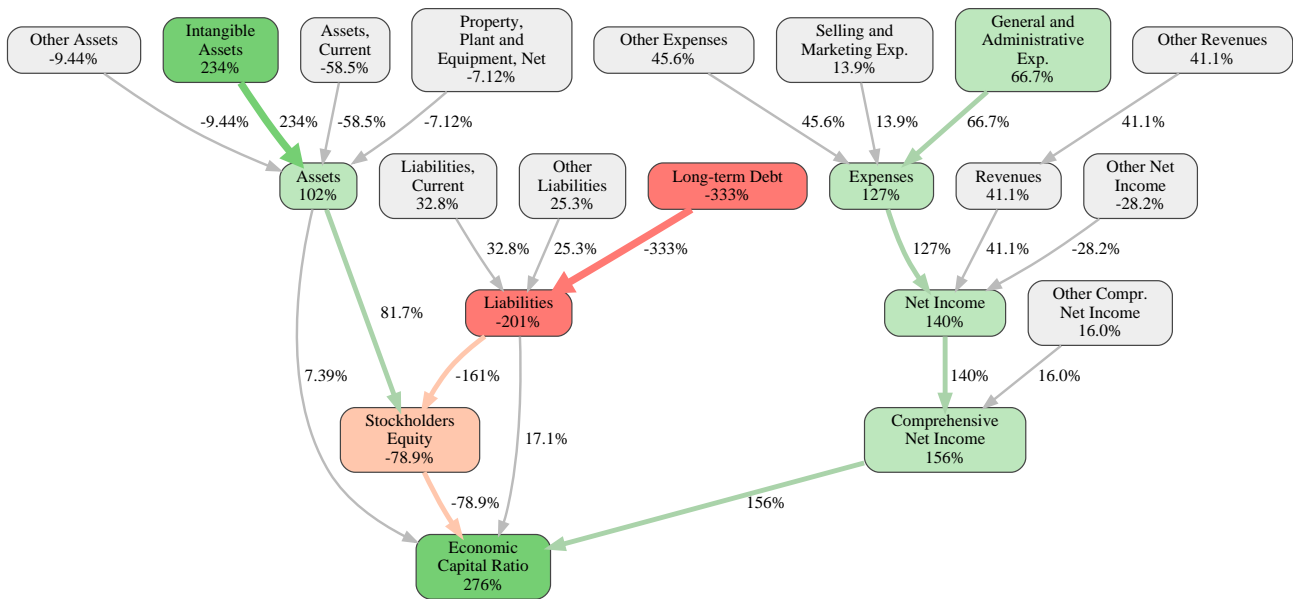 Other Assets
-9.44%
Intangible
Assets
234%
Assets,
Current
-58.5%
Property,
Plant and
Equipment, Net
-7.12%
Other Expenses
45.6%
Selling and
Marketing Exp.
13.9%
General and
Administrative
Exp.
66.7%
Other Revenues
41.1%
-9.44%
234%
-58.5%
-7.12%
45.6%
13.9%
66.7%
41.1%
Assets
102%
Liabilities,
Current
32.8%
Other
Liabilities
25.3%
Long-term Debt
-333%
Expenses
127%
Revenues
41.1%
Other Net
Income
-28.2%
32.8%
25.3%
-333%
127%
41.1%
-28.2%
81.7%
Liabilities
-201%
Net Income
140%
Other Compr.
Net Income
16.0%
7.39%
-161%
140%
16.0%
Stockholders
Equity
-78.9%
17.1%
Comprehensive
Net Income
156%
-78.9%
156%
Economic
Capital Ratio
276%